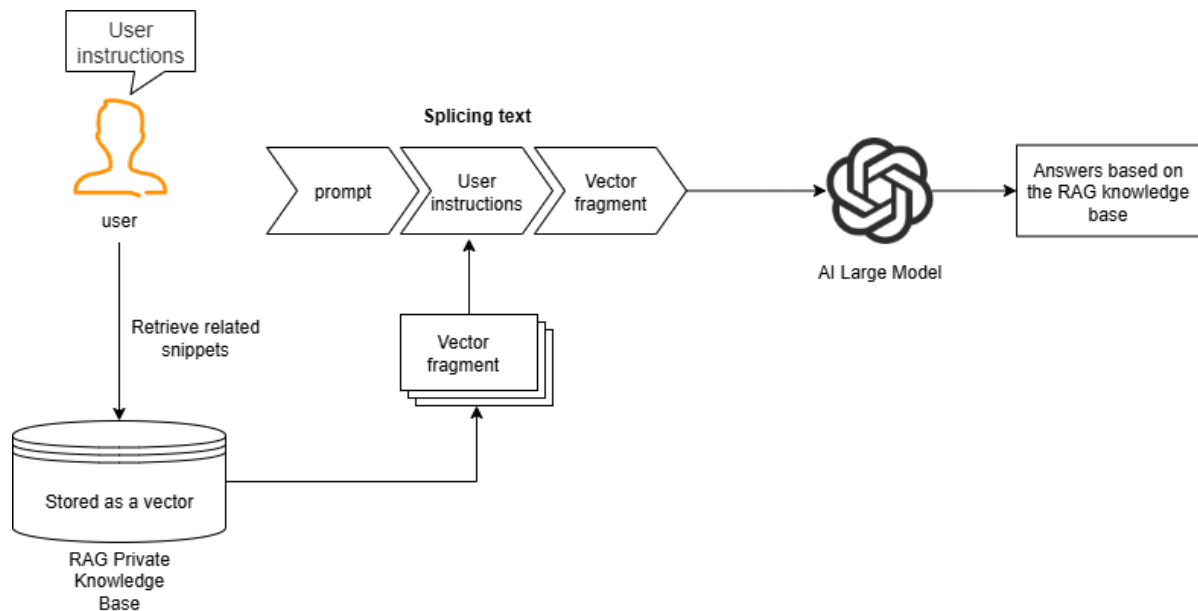 User
instructions
user
Retrieve related
snippets
Stored as a vector
RAG Private
Knowledge
Base
Splicing text
prompt
User
instructions
Vector
fragment
Vector
fragment
AI Large Model
Answers based on
the RAG knowledge
base